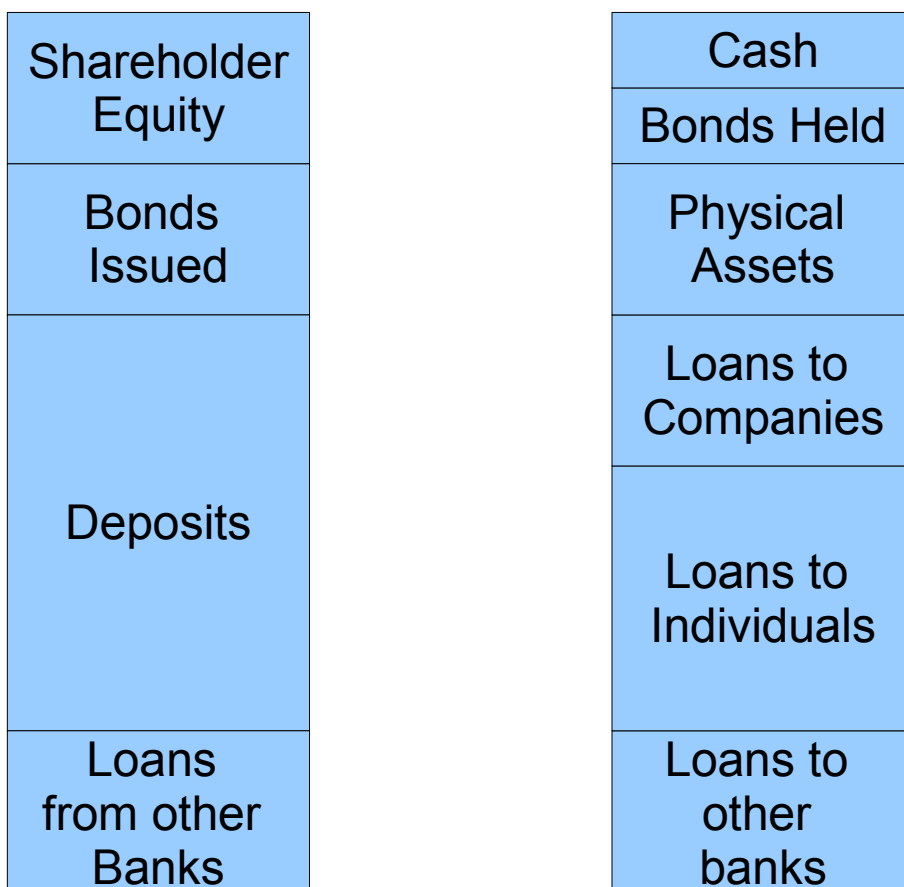 Shareholder
Equity
Bonds
Issued
Deposits
Loans
from other
Banks
Cash
Bonds Held
Physical
Assets
Loans to
Companies
Loans to
Individuals
Loans to
other
banks